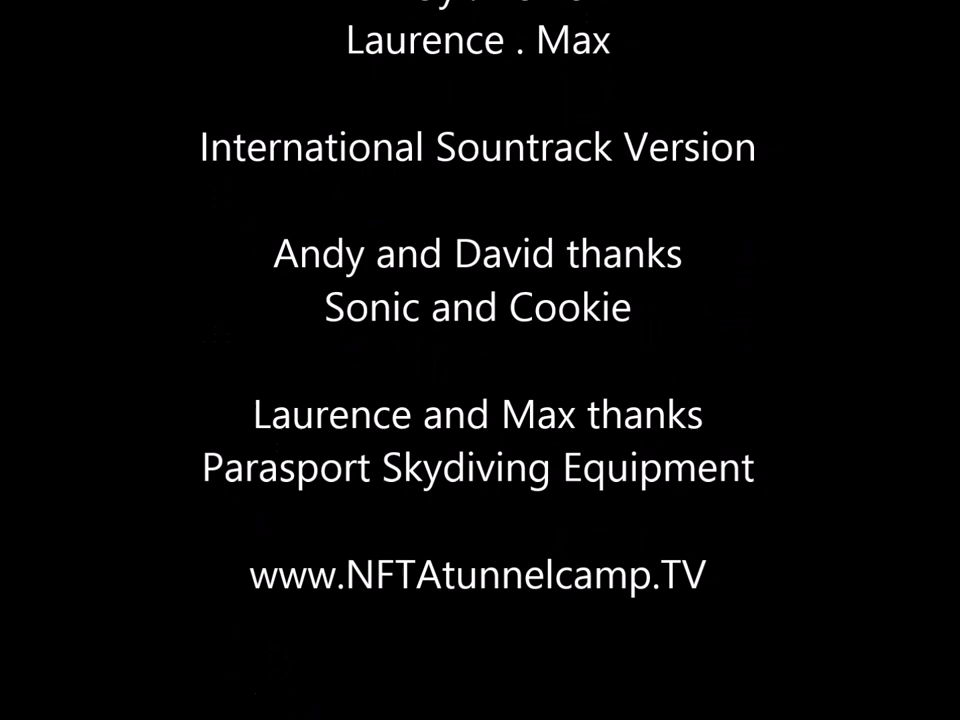 Laurence . Max
International Sountrack Version
Andy and David thanks
Sonic and Cookie
Laurence and Max thanks
Parasport Skydiving Equipment
www.NFTAtunnelcamp.TV